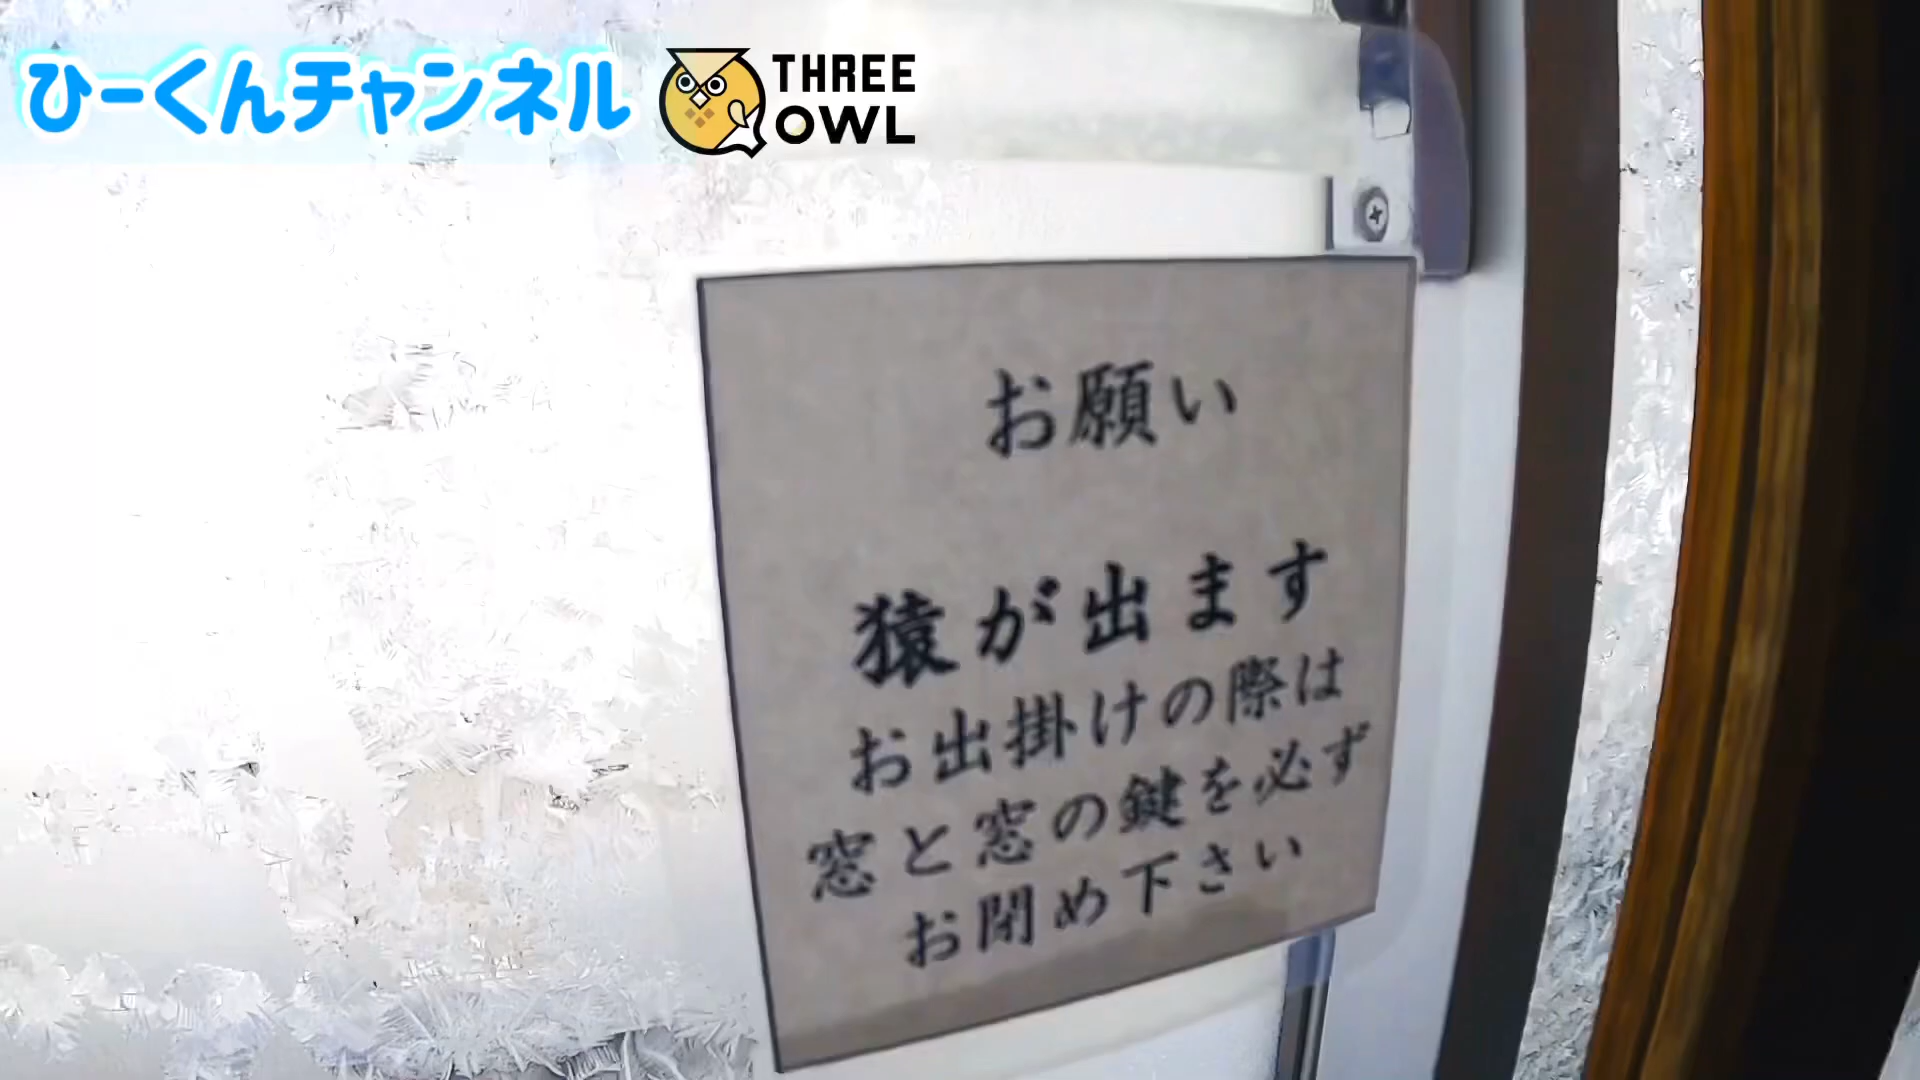 ひーくんチャンネル
THREE
OWL
お願い
猿が出ます
お出掛けの際は
窓と窓の鍵を必ず
お閉め下さい